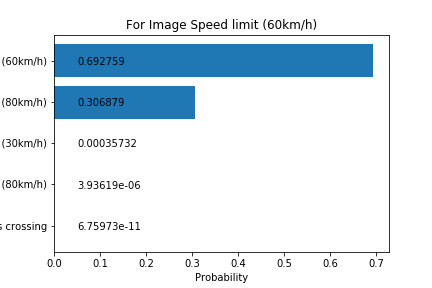 For Image Speed limit (60km/h)
(60km/h) 0.692759
(80km/h) 0.306879
(30km/h) 0.00035732
(80km/h) 3.93619e-06
s crossing 6.75973e-11
0.0 0.1 0.2 0.3 0.4 0.5 0.6 0.7
Probability